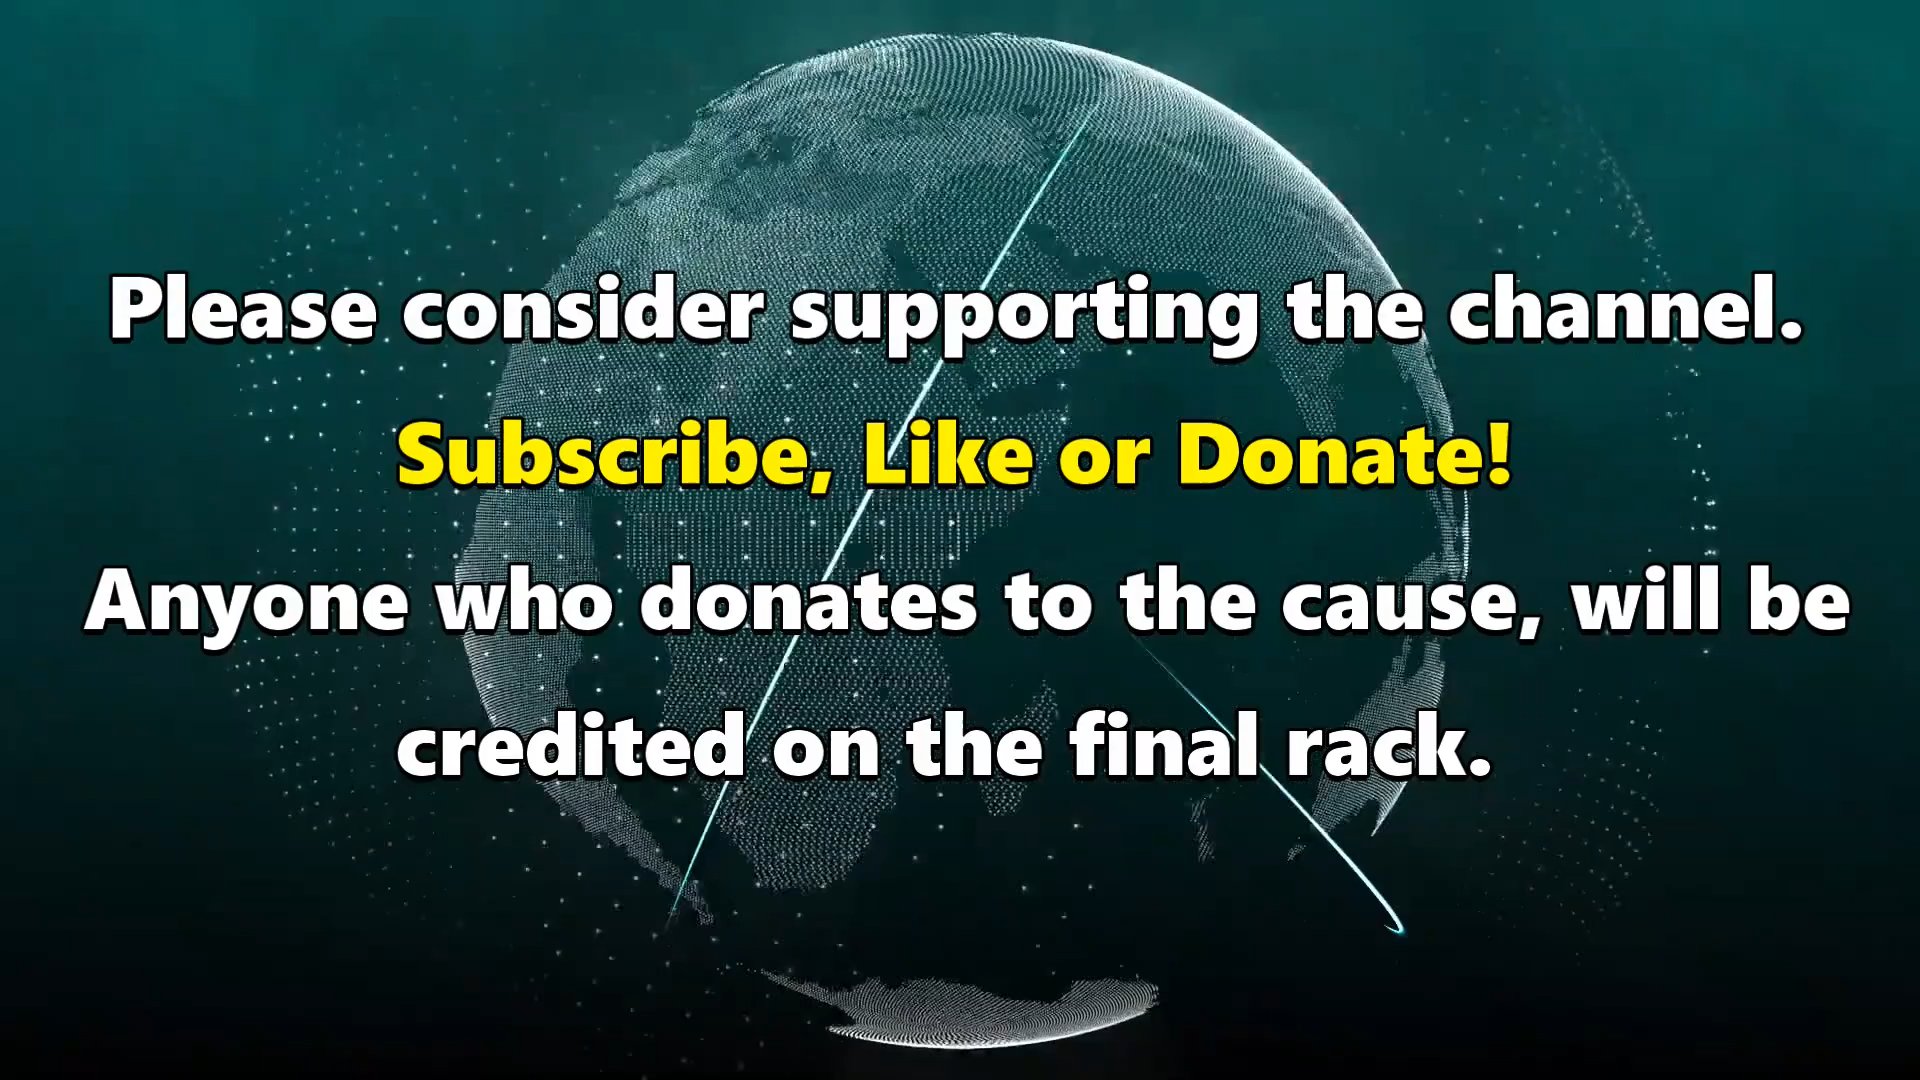 Please consider supporting the channel.
Subscribe, Like or Donate!
Anyone who donates to the cause, will be
credited on the final rack.